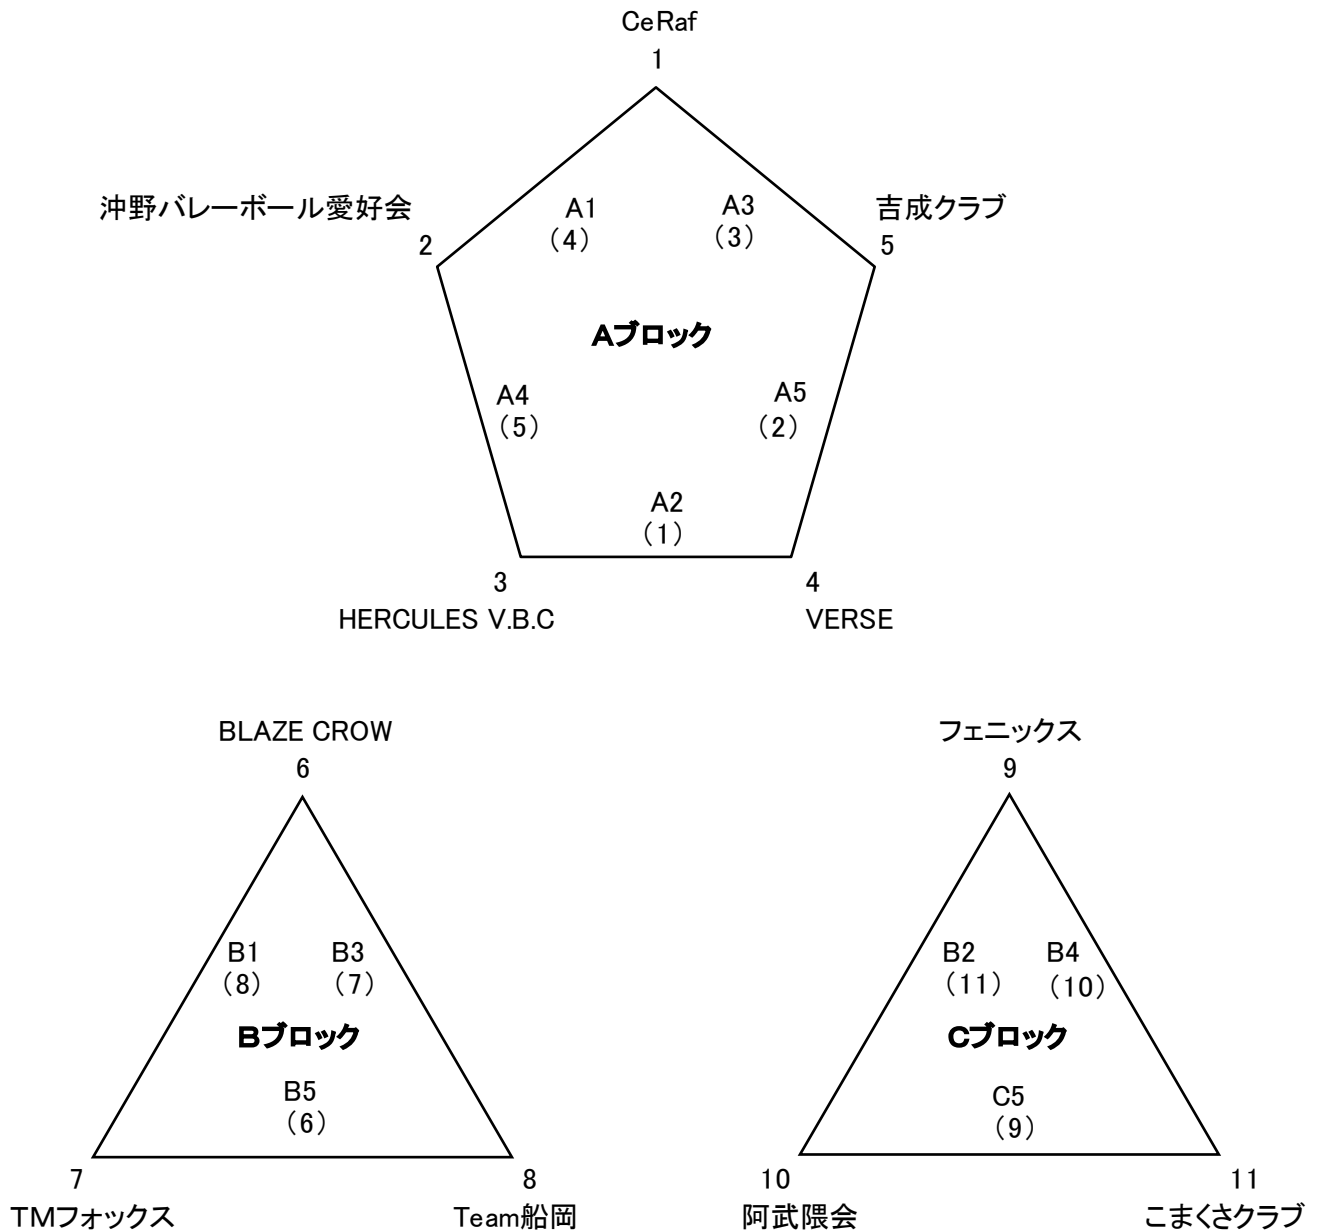 CeRaf
1
沖野バレーボール愛好会
2
A1
（4）
A3
（3）
吉成クラブ
5
Aブロック
A4
（5）
A5
（2）
A2
（1）
3
HERCULES V.B.C
4
VERSE
BLAZE CROW
6
B1
（8）
B3
（7）
Bブロック
B5
（6）
7
TMフォックス
8
Team船岡
フェニックス
9
B2
（11）
B4
（10）
Cブロック
C5
（9）
10
阿武隈会
11
こまくさクラブ